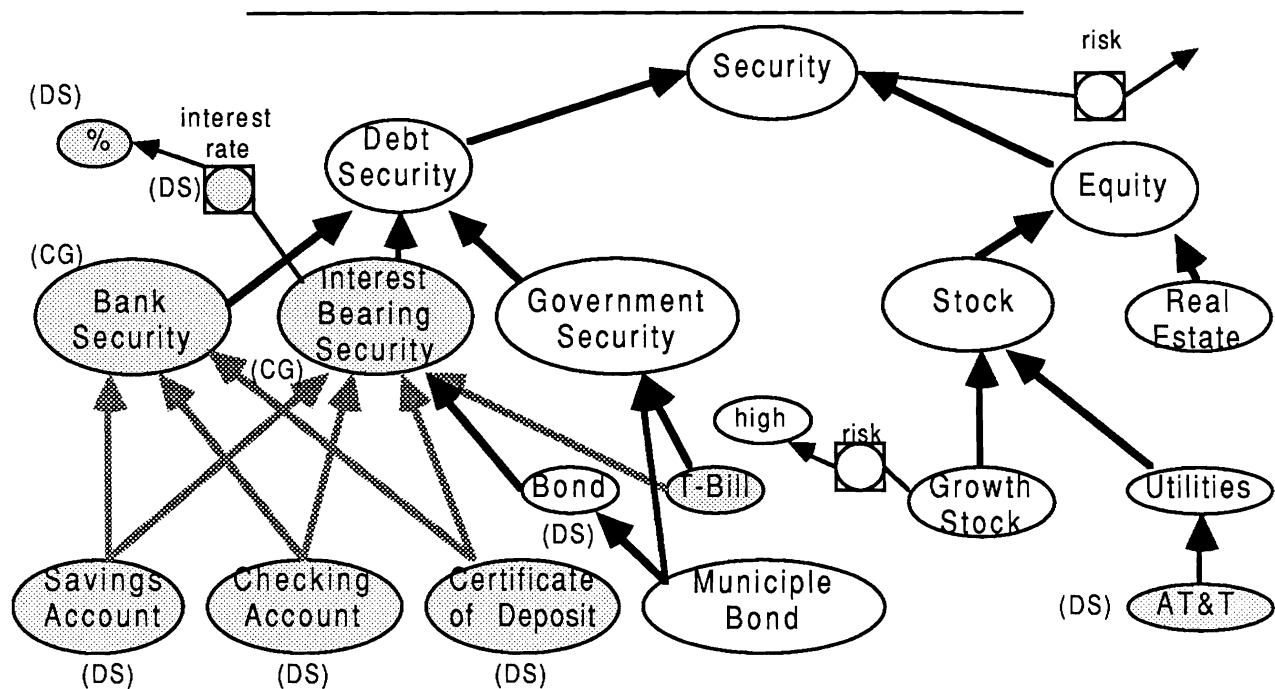 risk
Security
(DS)
%
interest
rate
(DS)
Debt
Security
Equity
(CG)
Bank
Security
Interest
Bearing
Security
Government
Security
Stock
Real
Estate
(CG)
high
risk
Bond
T-Bill
(DS)
Growth
Stock
Utilities
Savings
Account
(DS)
Checking
Account
(DS)
Certificate
of Deposit
(DS)
Municiple
Bond
(DS)
AT&T